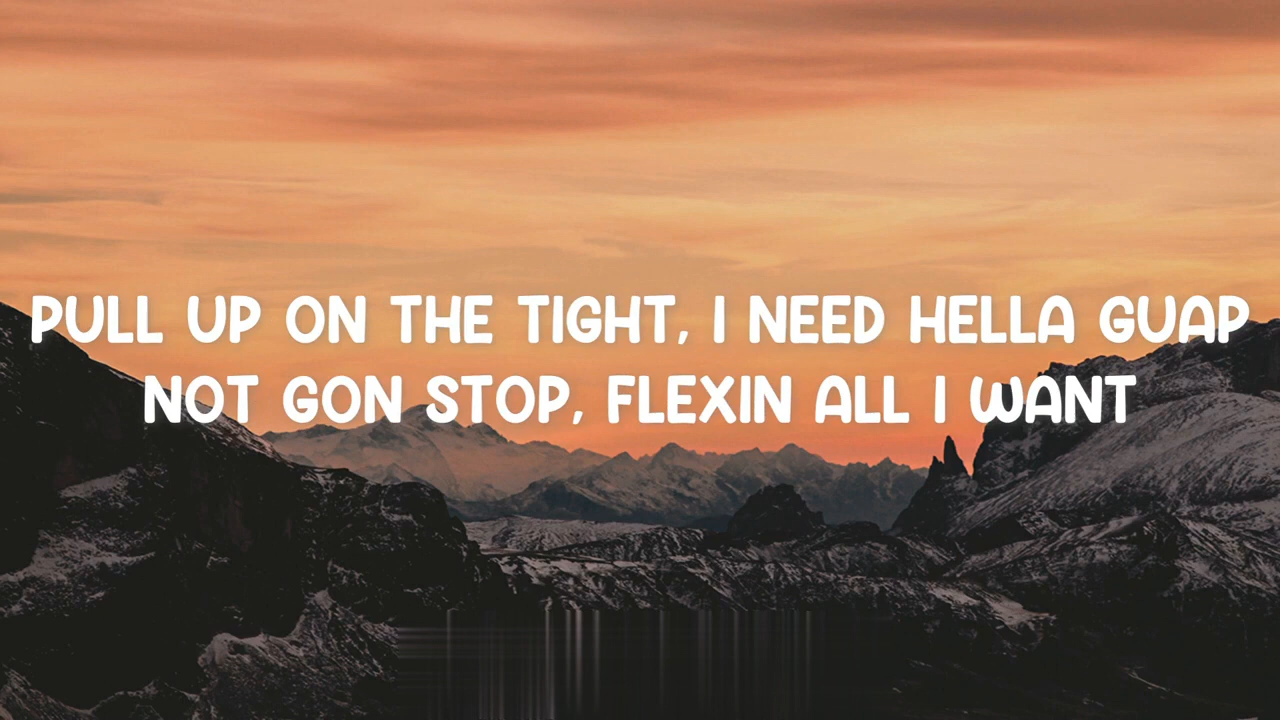 PULL UP ON THE TIGHT, I NEED HELLA GUAP
NOT GON STOP, FLEXIN ALL I WANT